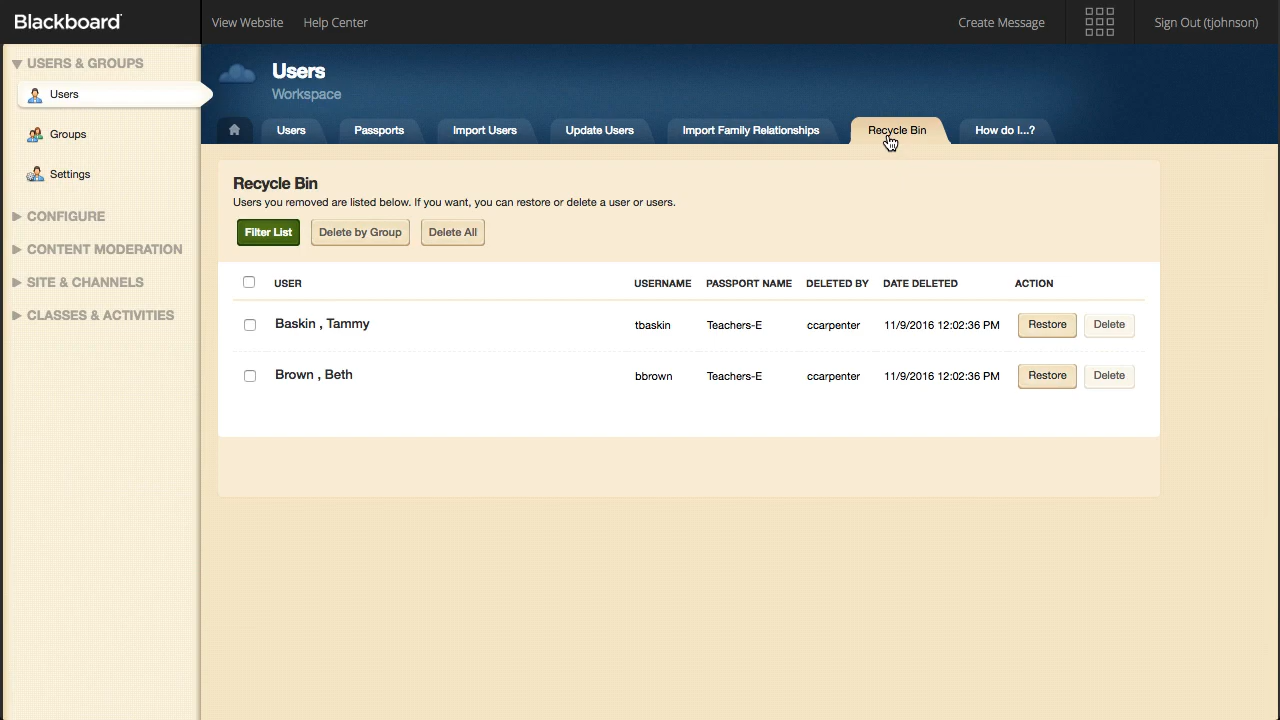 Blackboard
View Website
Help Center
Create Message
Sign Out (tjohnson)
USERS & GROUPS
Users
Groups
Settings
CONFIGURE
CONTENT MODERATION
SITE & CHANNELS
CLASSES & ACTIVITIES
Users
Workspace
Users
Passports
Import Users
Update Users
Import Family Relationships
Recycle Bin
How do I...?
Recycle Bin
Users you removed are listed below. If you want, you can restore or delete a user or users.
Filter List
Delete by Group
Delete All
USER USERNAME PASSPORT NAME DELETED BY DATE DELETED ACTION
Baskin , Tammy tbaskin Teachers-E ccarpenter 11/9/2016 12:02:36 PM Restore Delete
Brown , Beth bbrown Teachers-E ccarpenter 11/9/2016 12:02:36 PM Restore Delete